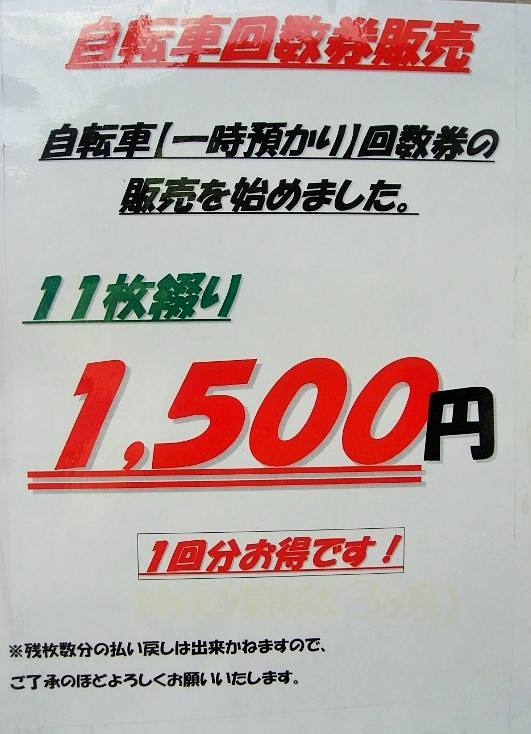 自転車回数券販売
自転車【一時預かり】回数券の
販売を始めました。
11枚綴り
1,500円
1回分お得です！
※残枚数分の払い戻しは出来かねますので、
ご了承のほどよろしくお願いいたします。